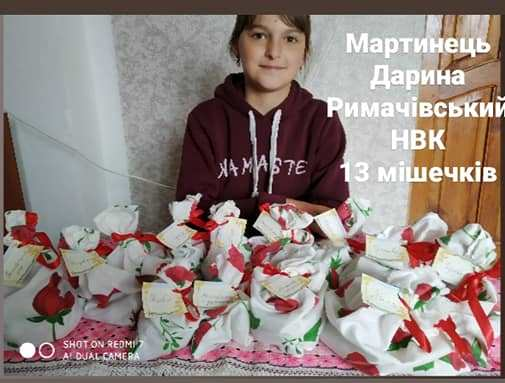 Мартинець
Дарина
Римачівський
НВК
13 мішечків
NAMASTE
SHOT ON REDMI 7
AI DUAL CAMERA